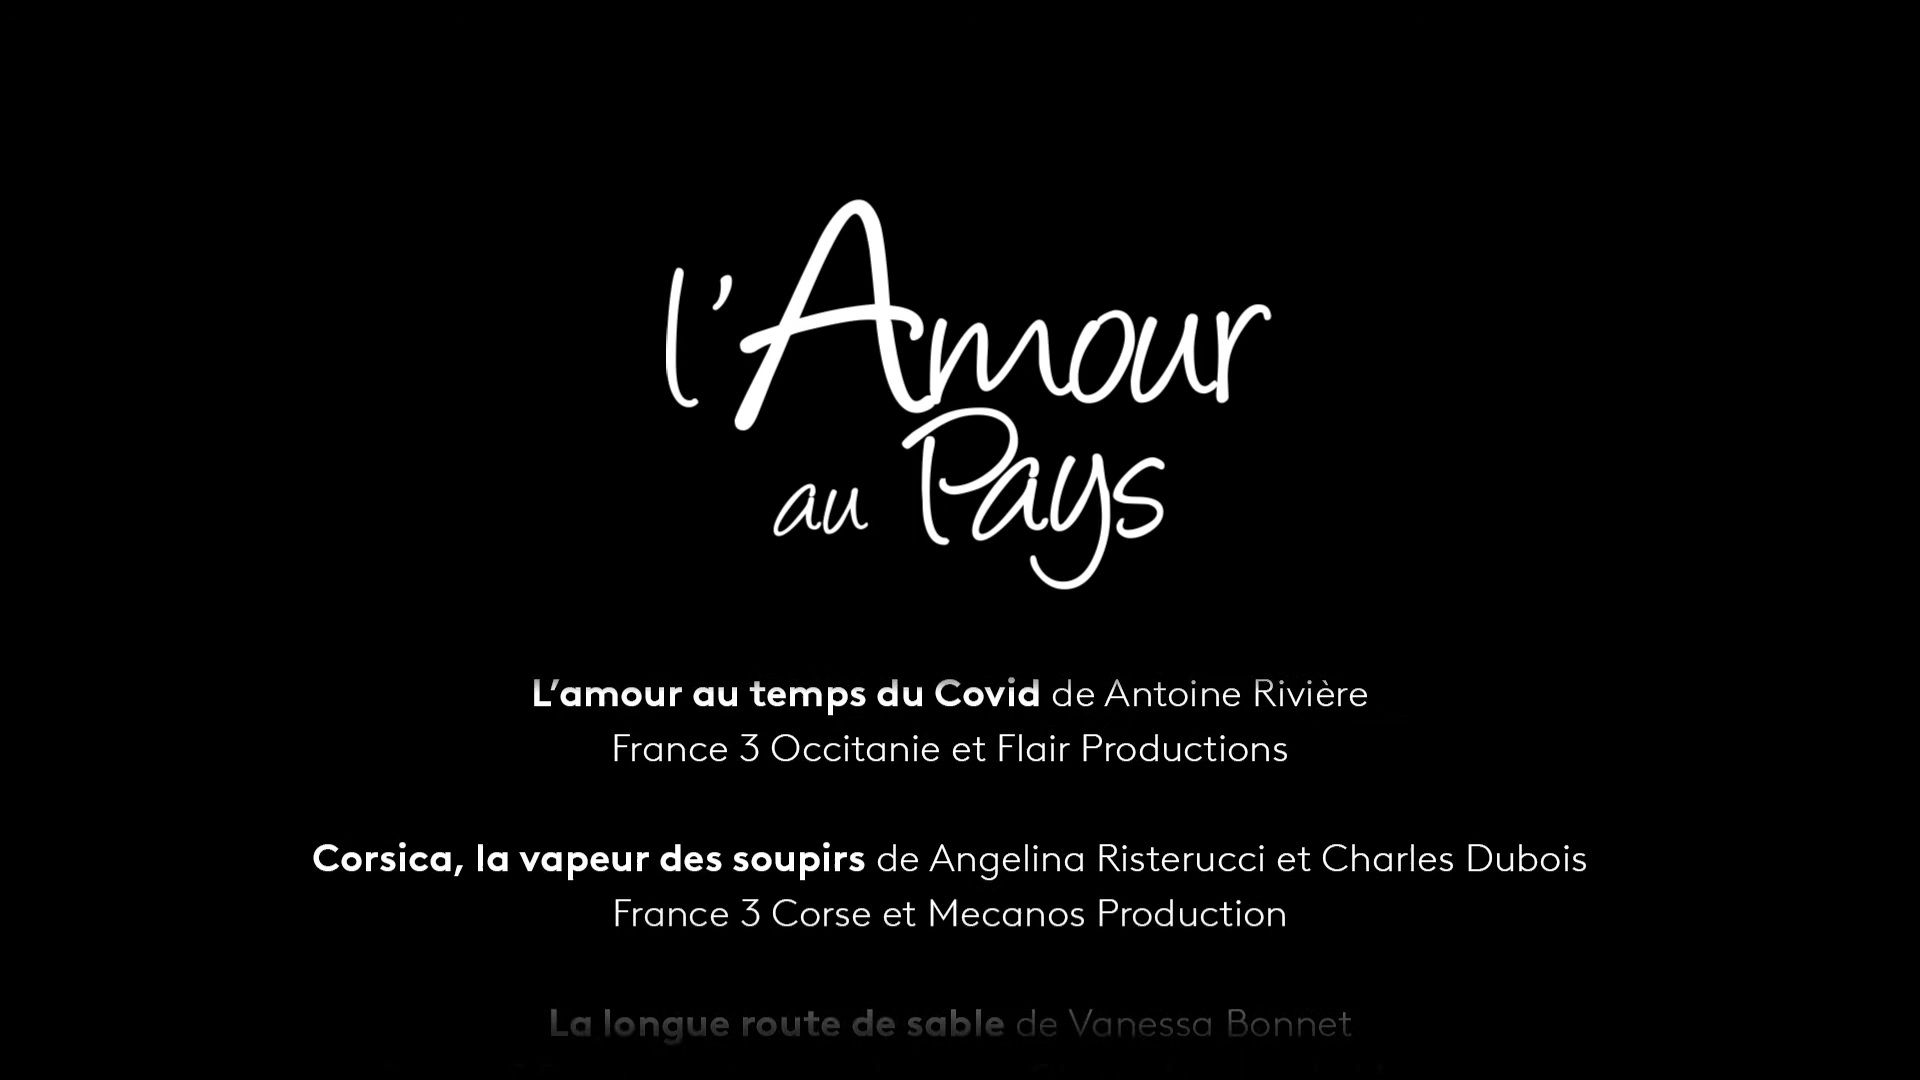 l'Amour
au Pays
L’amour au temps du Covid de Antoine Rivière
France 3 Occitanie et Flair Productions
Corsica, la vapeur des soupirs de Angelina Risterucci et Charles Dubois
France 3 Corse et Mecanos Production
La longue route de sable de Vanessa Bonnet